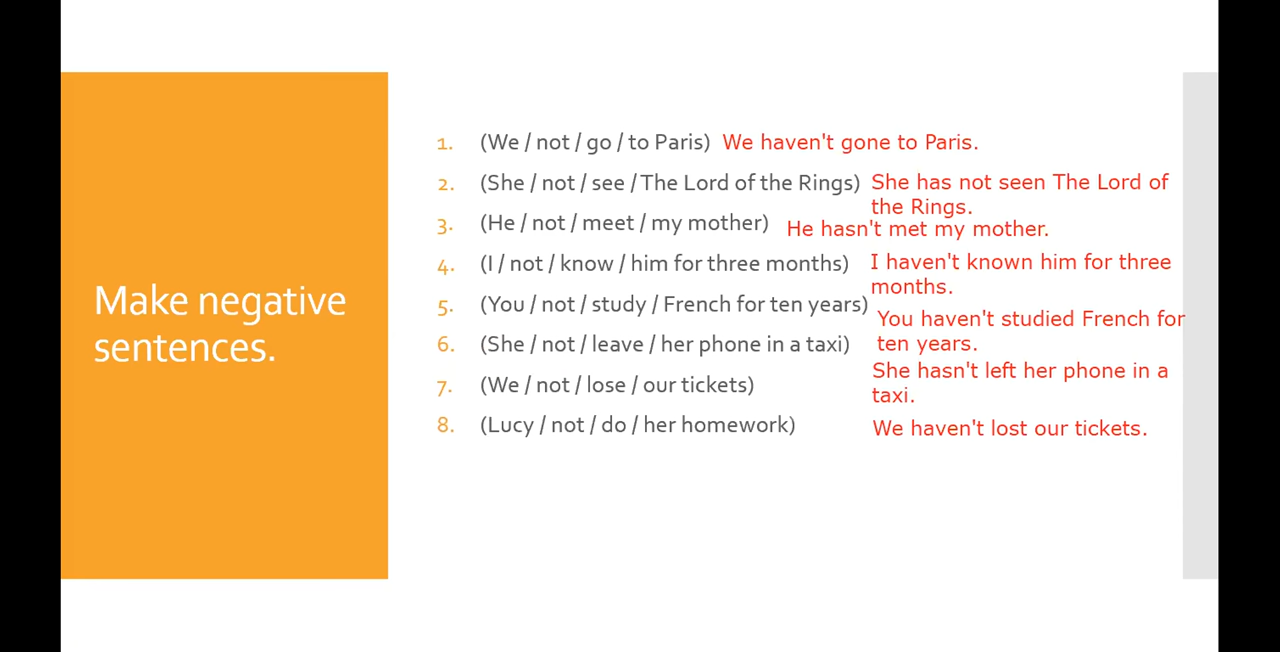 Make negative
sentences.
1. (We / not / go / to Paris) We haven't gone to Paris.
2. (She / not / see / The Lord of the Rings) She has not seen The Lord of
the Rings.
3. (He / not / meet / my mother) He hasn't met my mother.
4. (I / not / know / him for three months) I haven't known him for three
months.
5. (You / not / study / French for ten years) You haven't studied French for
ten years.
6. (She / not / leave / her phone in a taxi) She hasn't left her phone in a
taxi.
7. (We / not / lose / our tickets) We haven't lost our tickets.
8. (Lucy / not / do / her homework)